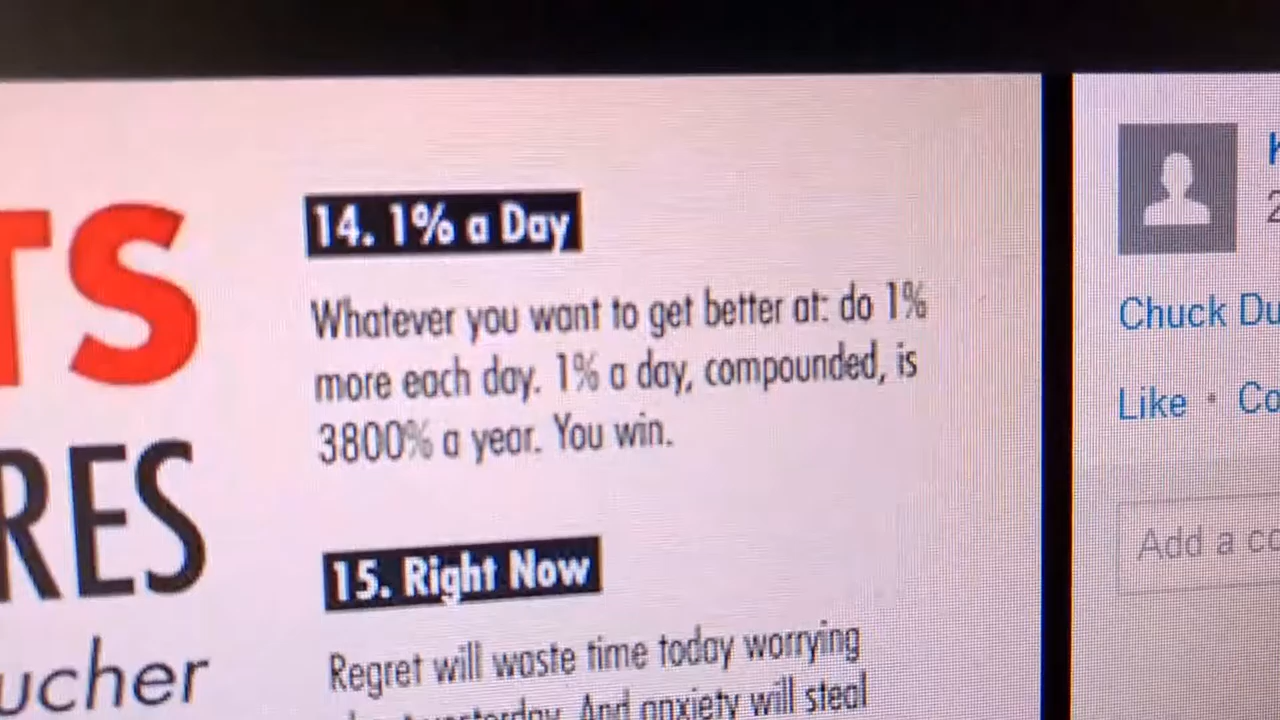 TS
RES
ucher
14. 1% a Day
Whatever you want to get better at: do 1%
more each day. 1% a day, compounded, is
3800% a year. You win.
15. Right Now
Regret will waste time today worrying
yesterday. And anxiety will steal
Chuck Du
Like · Co
Add a co